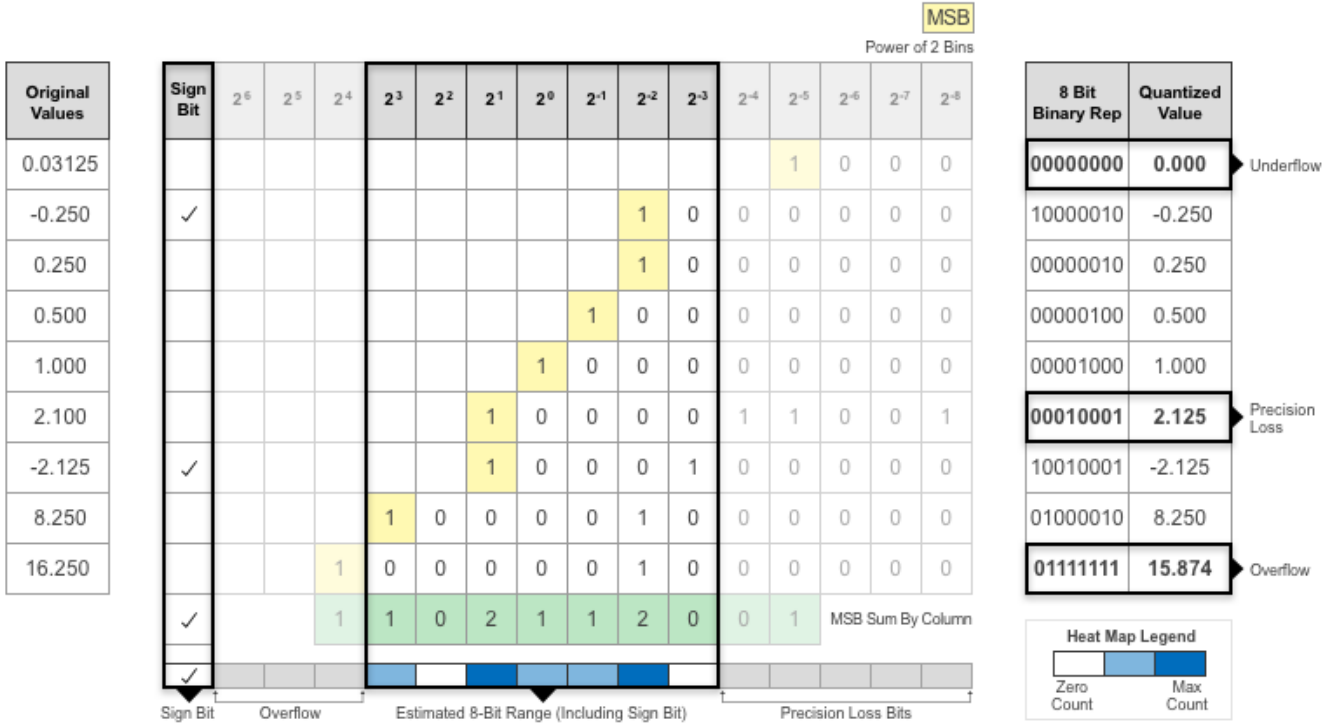 MSB
Power of 2 Bins
Original Values
Sign Bit 2⁶ 2⁵ 2⁴ 2³ 2² 2¹ 2⁰ 2⁻¹ 2⁻² 2⁻³ 2⁻⁴ 2⁻⁵ 2⁻⁶ 2⁻⁷ 2⁻⁸
8 Bit Binary Rep Quantized Value
0.03125 1 0 0 0 00000000 0.000 Underflow
-0.250 ✓ 1 0 0 0 0 0 0 10000010 -0.250
0.250 1 0 0 0 0 0 0 00000010 0.250
0.500 1 0 0 0 0 0 0 0 00000100 0.500
1.000 1 0 0 0 0 0 0 0 0 00001000 1.000
2.100 1 0 0 0 0 1 1 0 0 1 00010001 2.125 Precision Loss
-2.125 ✓ 1 0 0 0 1 0 0 0 0 0 10010001 -2.125
8.250 1 0 0 0 0 1 0 0 0 0 0 0 01000010 8.250
16.250 1 0 0 0 0 0 1 0 0 0 0 0 0 01111111 15.874 Overflow
✓ 1 1 0 2 1 1 2 0 0 1 MSB Sum By Column
✓
Sign Bit Overflow Estimated 8-Bit Range (Including Sign Bit) Precision Loss Bits
Heat Map Legend
Zero Count Max Count